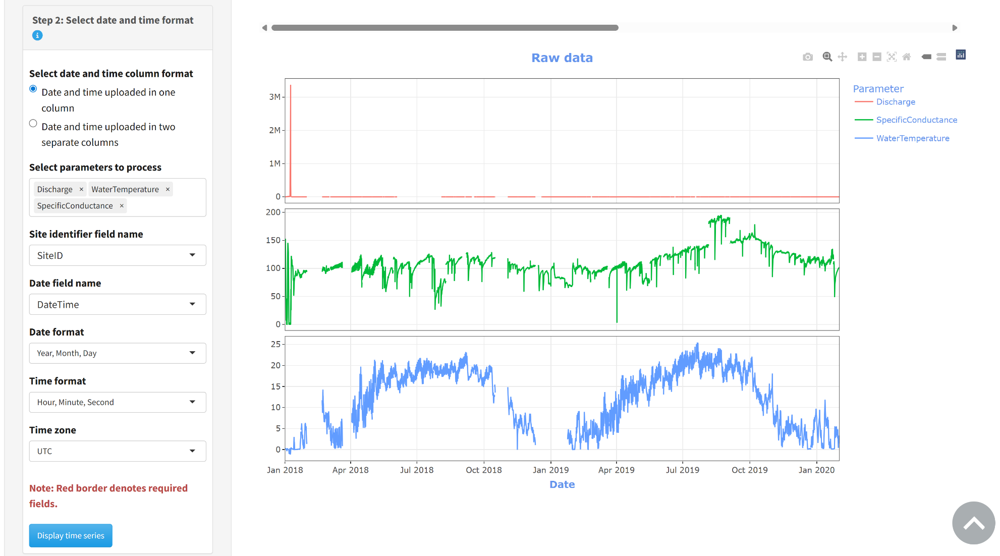 Step 2: Select date and time format
Select date and time column format
Date and time uploaded in one
column
Date and time uploaded in two
separate columns
Select parameters to process
Discharge × WaterTemperature ×
SpecificConductance ×
Site identifier field name
SiteID
Date field name
DateTime
Date format
Year, Month, Day
Time format
Hour, Minute, Second
Time zone
UTC
Note: Red border denotes required
fields.
Display time series
Raw data
3M
2M
1M
0
200
150
100
50
0
25
20
15
10
5
0
Jan 2018 Apr 2018 Jul 2018 Oct 2018 Jan 2019 Apr 2019 Jul 2019 Oct 2019 Jan 2020
Date
Parameter
Discharge
SpecificConductance
WaterTemperature